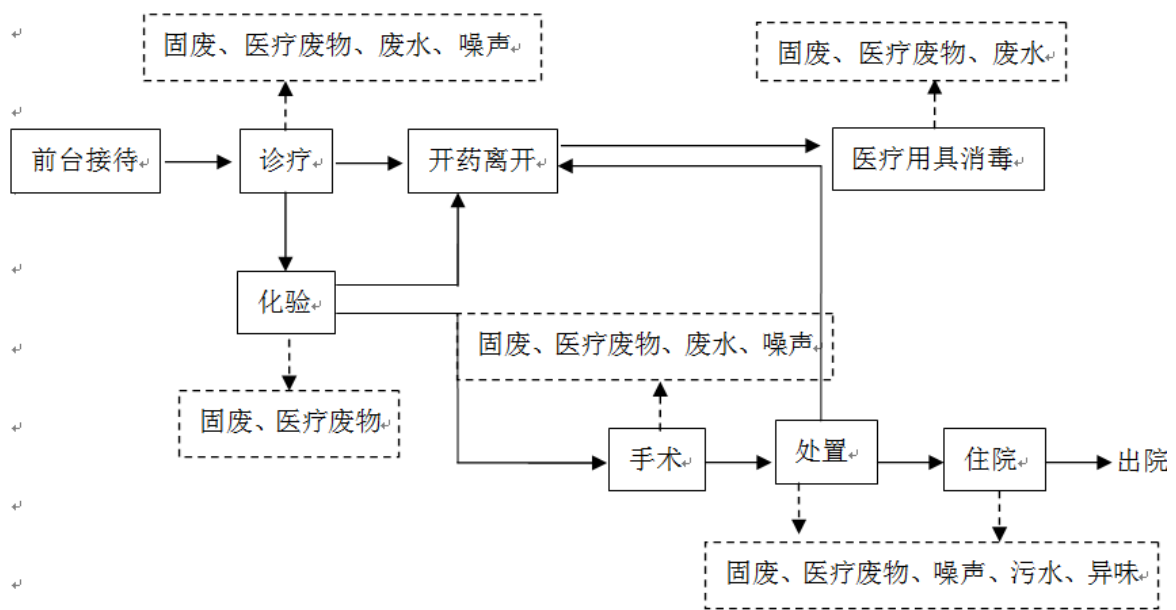 固废、医疗废物、废水、噪声
固废、医疗废物、废水
前台接待
诊疗
开药离开
医疗用具消毒
化验
固废、医疗废物、废水、噪声
固废、医疗废物
手术
处置
住院
出院
固废、医疗废物、噪声、污水、异味